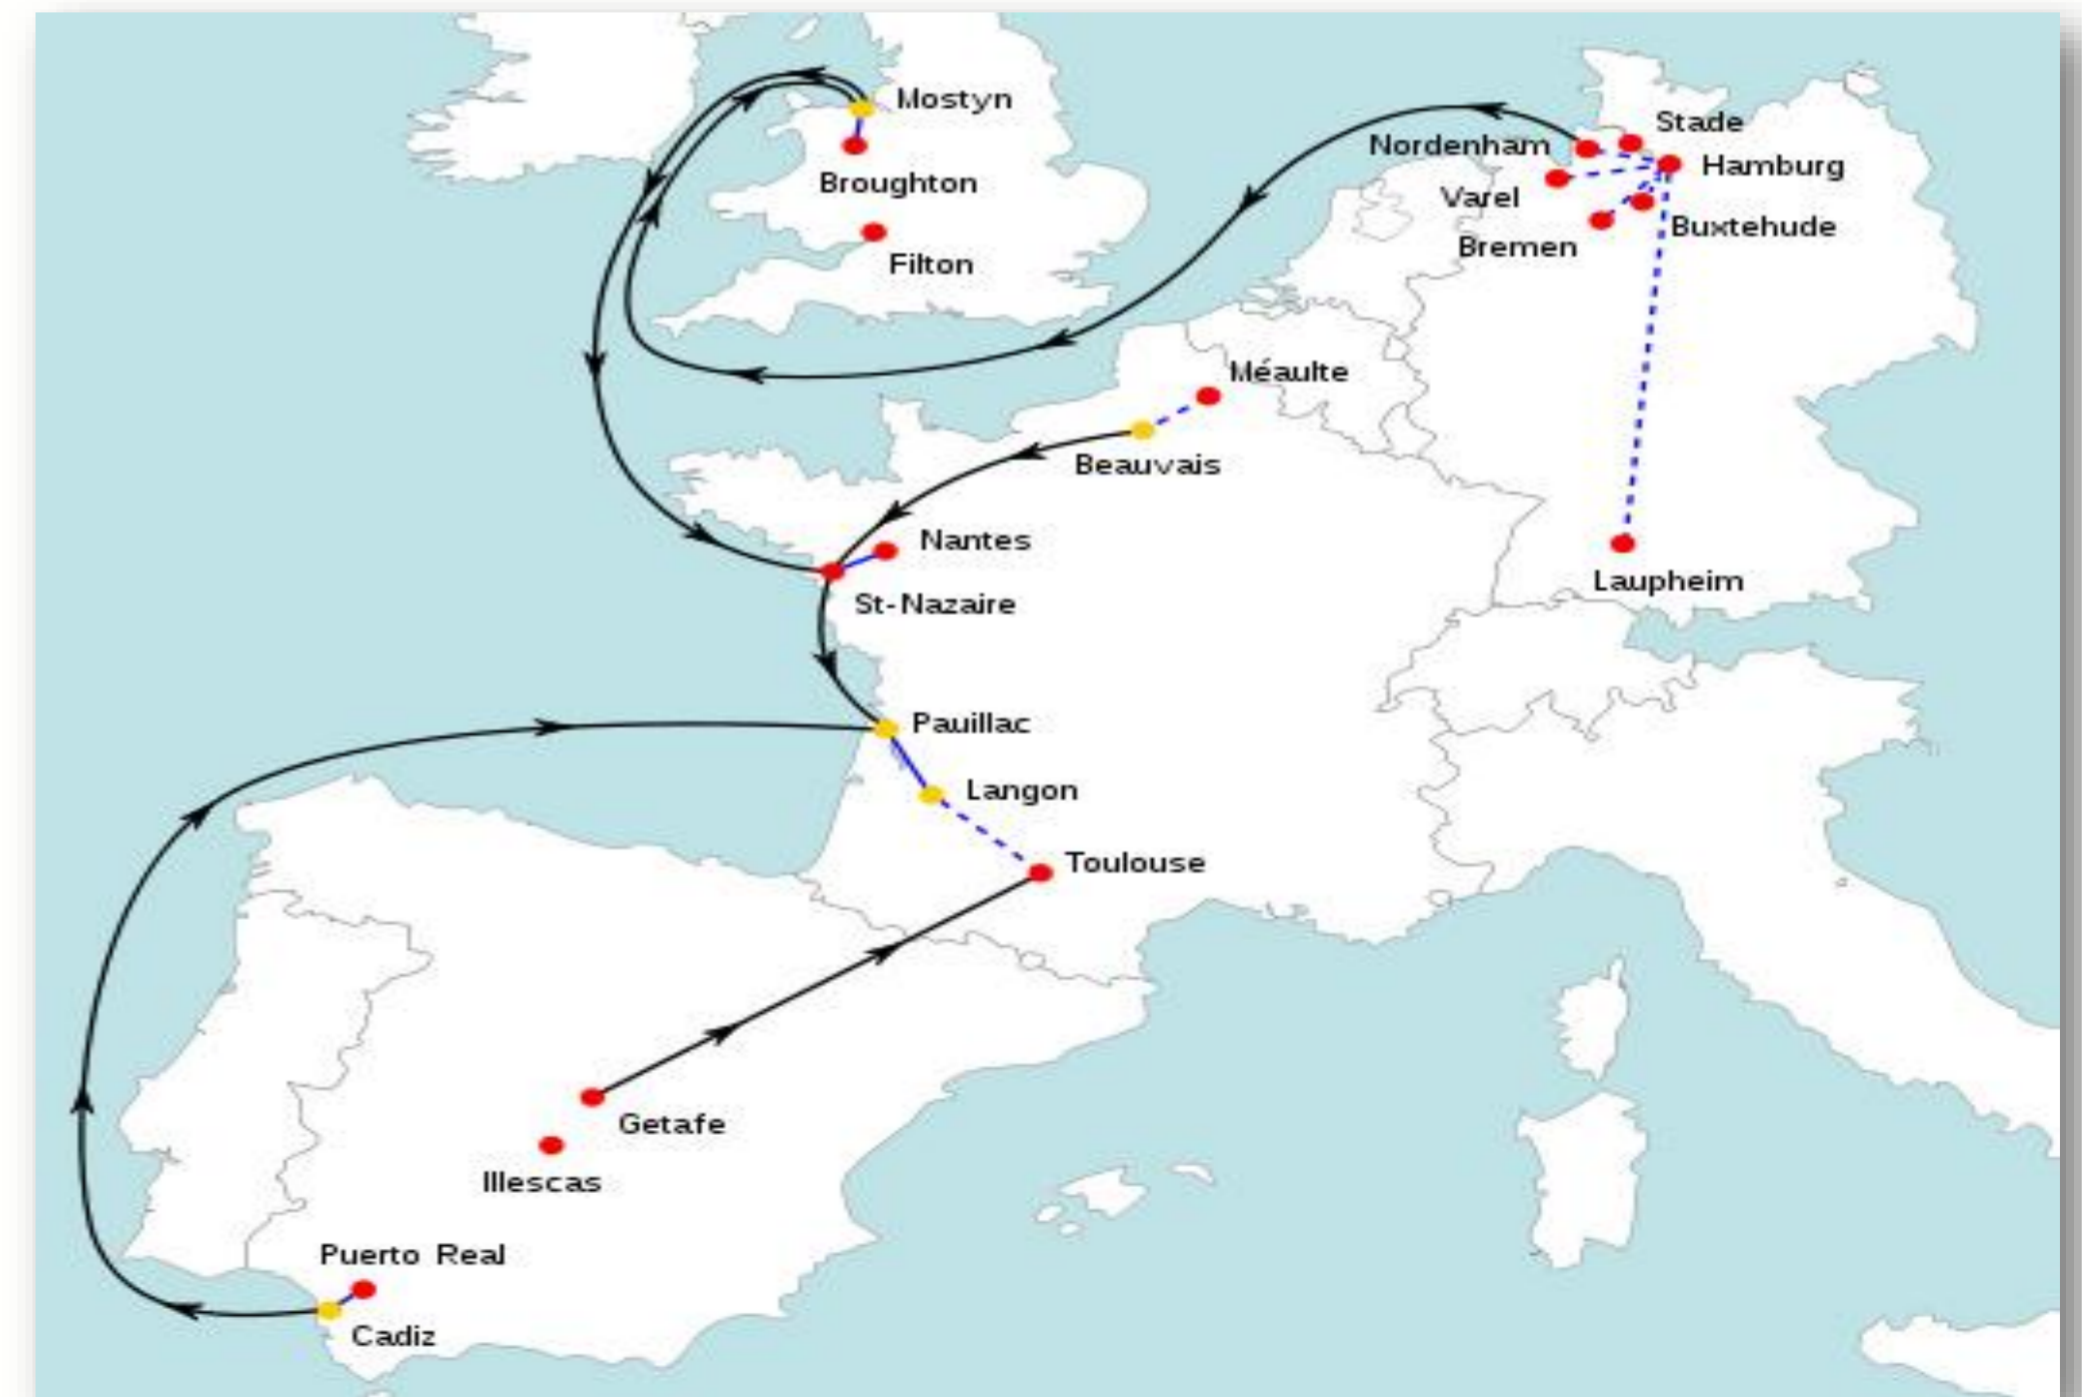 Mostyn
Stade
Nordenham
Hamburg
Broughton
Varel
Buxtehude
Bremen
Filton
Méaulte
Beauvais
Nantes
Laupheim
St-Nazaire
Pauillac
Langon
Toulouse
Getafe
Illescas
Puerto Real
Cadiz